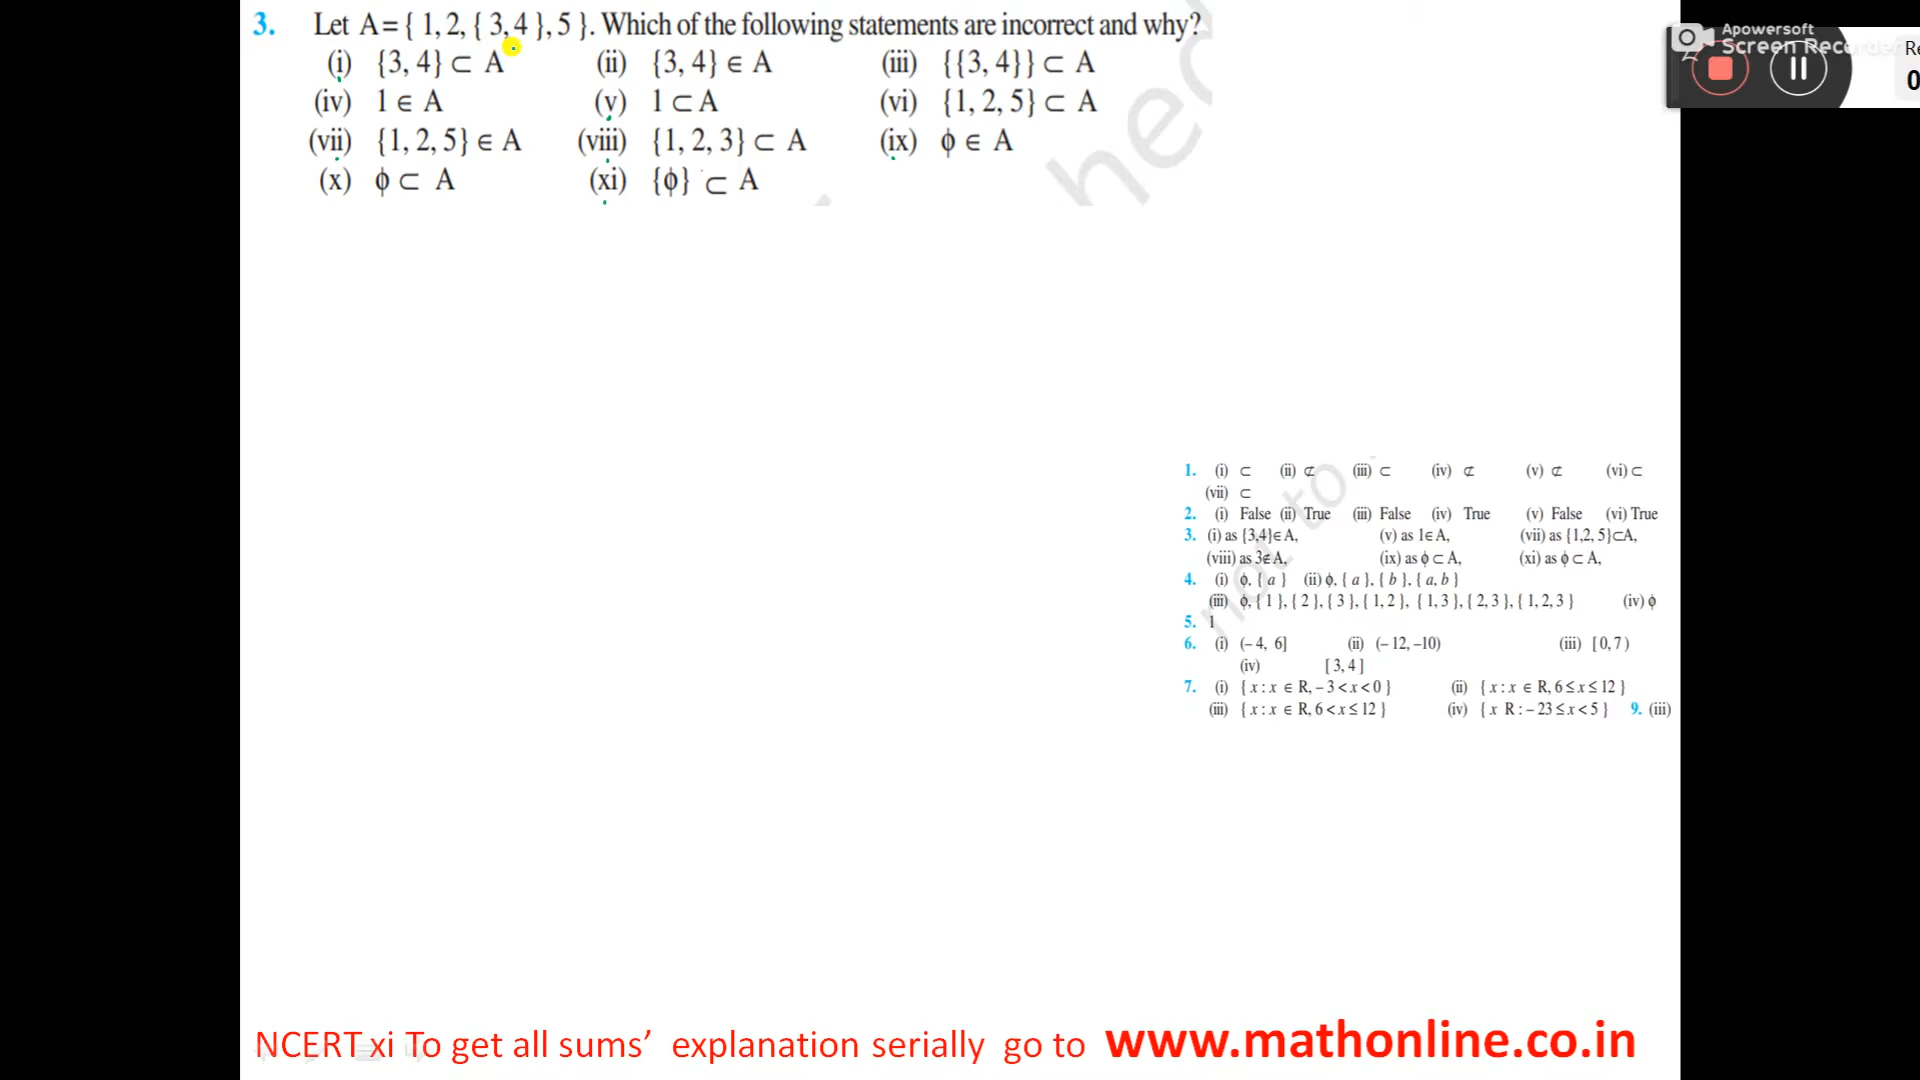 3. Let A = { 1, 2, { 3, 4 }, 5 }. Which of the following statements are incorrect and why?
(i) {3, 4} ⊂ A (ii) {3, 4} ∈ A (iii) {{3, 4}} ⊂ A
(iv) 1 ∈ A (v) 1 ⊂ A (vi) {1, 2, 5} ⊂ A
(vii) {1, 2, 5} ∈ A (viii) {1, 2, 3} ⊂ A (ix) ϕ ∈ A
(x) ϕ ⊂ A (xi) {ϕ} ⊂ A
Apowersoft
Screen Recorder
Re
0
1. (i) ⊂ (ii) ⊄ (iii) ⊂ (iv) ⊄ (v) ⊄ (vi) ⊂
(vii) ⊂
2. (i) False (ii) True (iii) False (iv) True (v) False (vi) True
3. (i) as {3,4}∈A, (v) as 1∈A, (vii) as {1,2, 5}⊂A,
(viii) as 3∉A, (ix) as ϕ ⊂ A, (xi) as ϕ ⊂ A,
4. (i) ϕ, { a } (ii) ϕ, { a }, { b }, { a, b }
(iii) ϕ, { 1 }, { 2 }, { 3 }, { 1, 2 }, { 1, 3 }, { 2, 3 }, { 1, 2, 3 } (iv) ϕ
5. 1
6. (i) (– 4, 6] (ii) (– 12, –10) (iii) [ 0, 7 )
(iv) [ 3, 4 ]
7. (i) { x : x ∈ R, – 3 < x < 0 } (ii) { x : x ∈ R, 6 ≤ x ≤ 12 }
(iii) { x : x ∈ R, 6 < x ≤ 12 } (iv) { x R : – 23 ≤ x < 5 } 9. (iii)
not to
NCERT xi To get all sums’ explanation serially go to www.mathonline.co.in